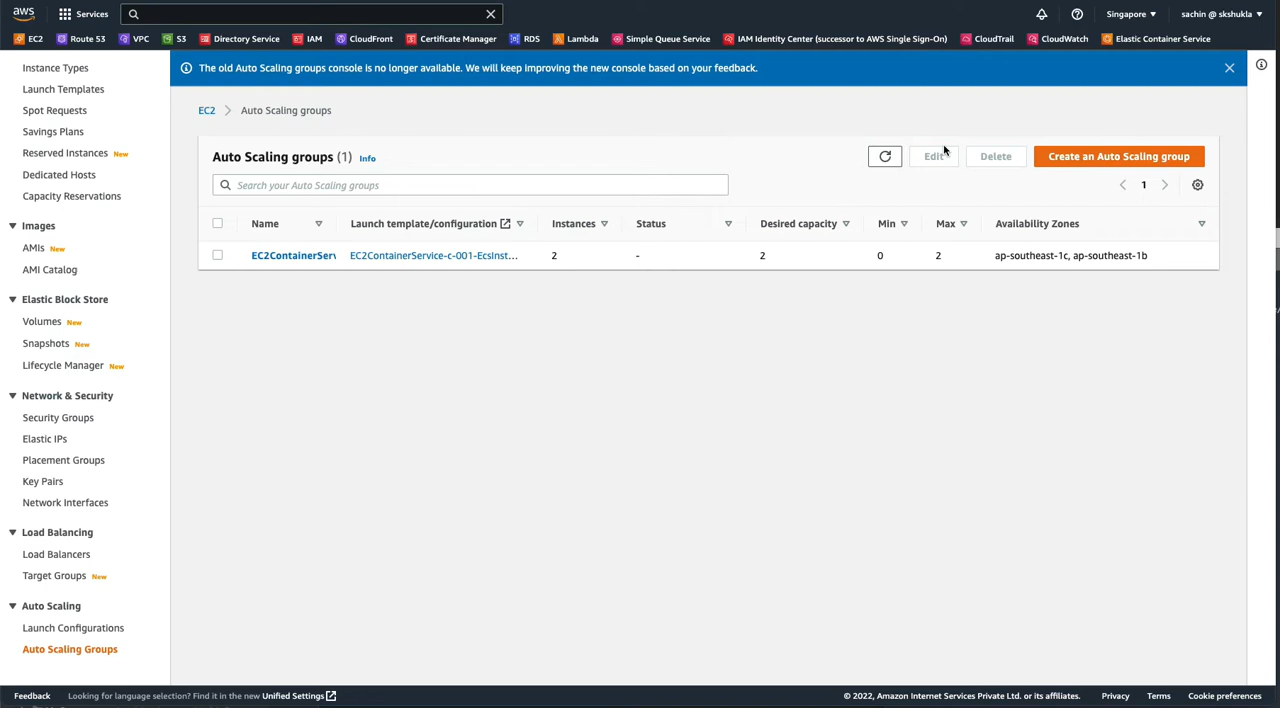 aws Services Singapore sachin @ skshukla
EC2 Route 53 VPC S3 Directory Service IAM CloudFront Certificate Manager RDS Lambda Simple Queue Service IAM Identity Center (successor to AWS Single Sign-On) CloudTrail CloudWatch Elastic Container Service
Instance Types
Launch Templates
Spot Requests
Savings Plans
Reserved Instances New
Dedicated Hosts
Capacity Reservations
Images
AMIs New
AMI Catalog
Elastic Block Store
Volumes New
Snapshots New
Lifecycle Manager New
Network & Security
Security Groups
Elastic IPs
Placement Groups
Key Pairs
Network Interfaces
Load Balancing
Load Balancers
Target Groups New
Auto Scaling
Launch Configurations
Auto Scaling Groups
The old Auto Scaling groups console is no longer available. We will keep improving the new console based on your feedback.
EC2 > Auto Scaling groups
Auto Scaling groups (1) Info
Edit Delete Create an Auto Scaling group
Search your Auto Scaling groups
1
Name Launch template/configuration Instances Status Desired capacity Min Max Availability Zones
EC2ContainerServ EC2ContainerService-c-001-EcsInst... 2 - 2 0 2 ap-southeast-1c, ap-southeast-1b
Feedback Looking for language selection? Find it in the new Unified Settings © 2022, Amazon Internet Services Private Ltd. or its affiliates. Privacy Terms Cookie preferences